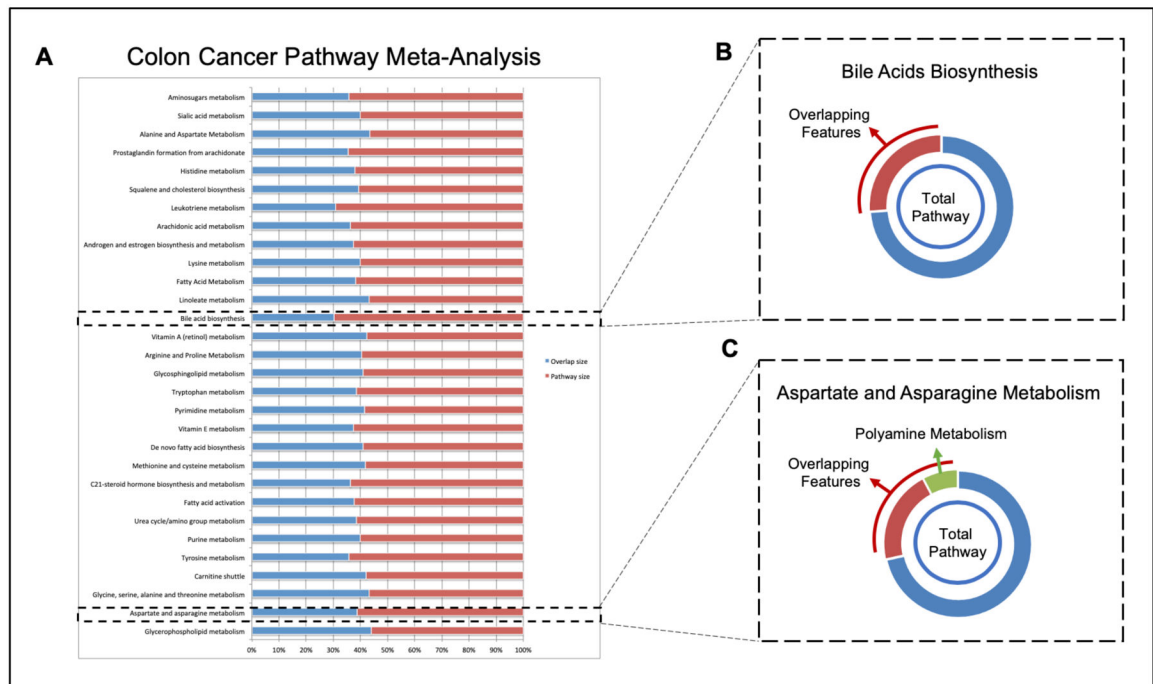 A
Colon Cancer Pathway Meta-Analysis
Aminosugars metabolism
Sialic acid metabolism
Alanine and Aspartate Metabolism
Prostaglandin formation from arachidonate
Histidine metabolism
Squalene and cholesterol biosynthesis
Leukotriene metabolism
Arachidonic acid metabolism
Androgen and estrogen biosynthesis and metabolism
Lysine metabolism
Fatty Acid Metabolism
Linoleate metabolism
Bile acid biosynthesis
Vitamin A (retinol) metabolism
Arginine and Proline Metabolism
Glycosphingolipid metabolism
Tryptophan metabolism
Pyrimidine metabolism
Vitamin E metabolism
De novo fatty acid biosynthesis
Methionine and cysteine metabolism
C21-steroid hormone biosynthesis and metabolism
Fatty acid activation
Urea cycle/amino group metabolism
Purine metabolism
Tyrosine metabolism
Carnitine shuttle
Glycine, serine, alanine and threonine metabolism
Aspartate and asparagine metabolism
Glycerophospholipid metabolism
0% 10% 20% 30% 40% 50% 60% 70% 80% 90% 100%
Overlap size
Pathway size
B
Bile Acids Biosynthesis
Overlapping
Features
Total
Pathway
C
Aspartate and Asparagine Metabolism
Polyamine Metabolism
Overlapping
Features
Total
Pathway